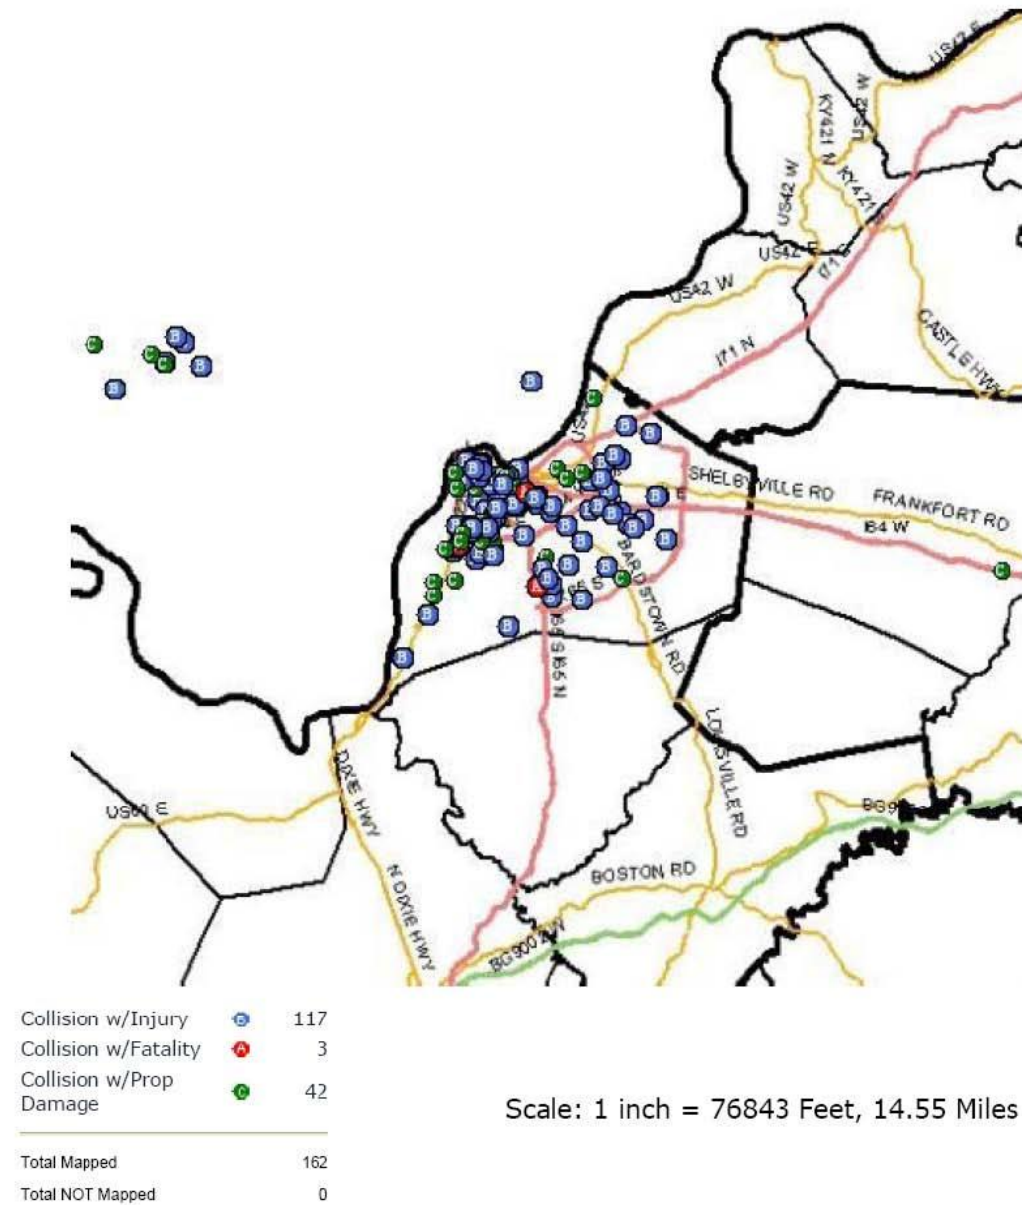 US42 E
US42 W
KY421 N
US42 W
KY421
US42 E
I71 E
US42 W
I71 N
CASTLE HWY
SHELBYVILLE RD
FRANKFORT RD
I64 W
BARDSTOWN RD
I65 S I65 N
LOUISVILLE RD
DIXIE HWY
US60 E
N DIXIE HWY
BOSTON RD
BG9002 W
Collision w/Injury B 117
Collision w/Fatality A 3
Collision w/Prop
Damage C 42
Total Mapped 162
Total NOT Mapped 0
Scale: 1 inch = 76843 Feet, 14.55 Miles